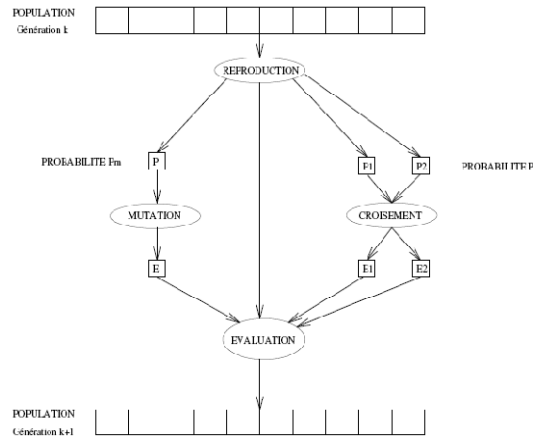 POPULATION
Génération k
REPRODUCTION
PROBABILITE Pm
P
P1
P2
PROBABILITE P
MUTATION
CROISEMENT
E
E1
E2
EVALUATION
POPULATION
Génération k+1